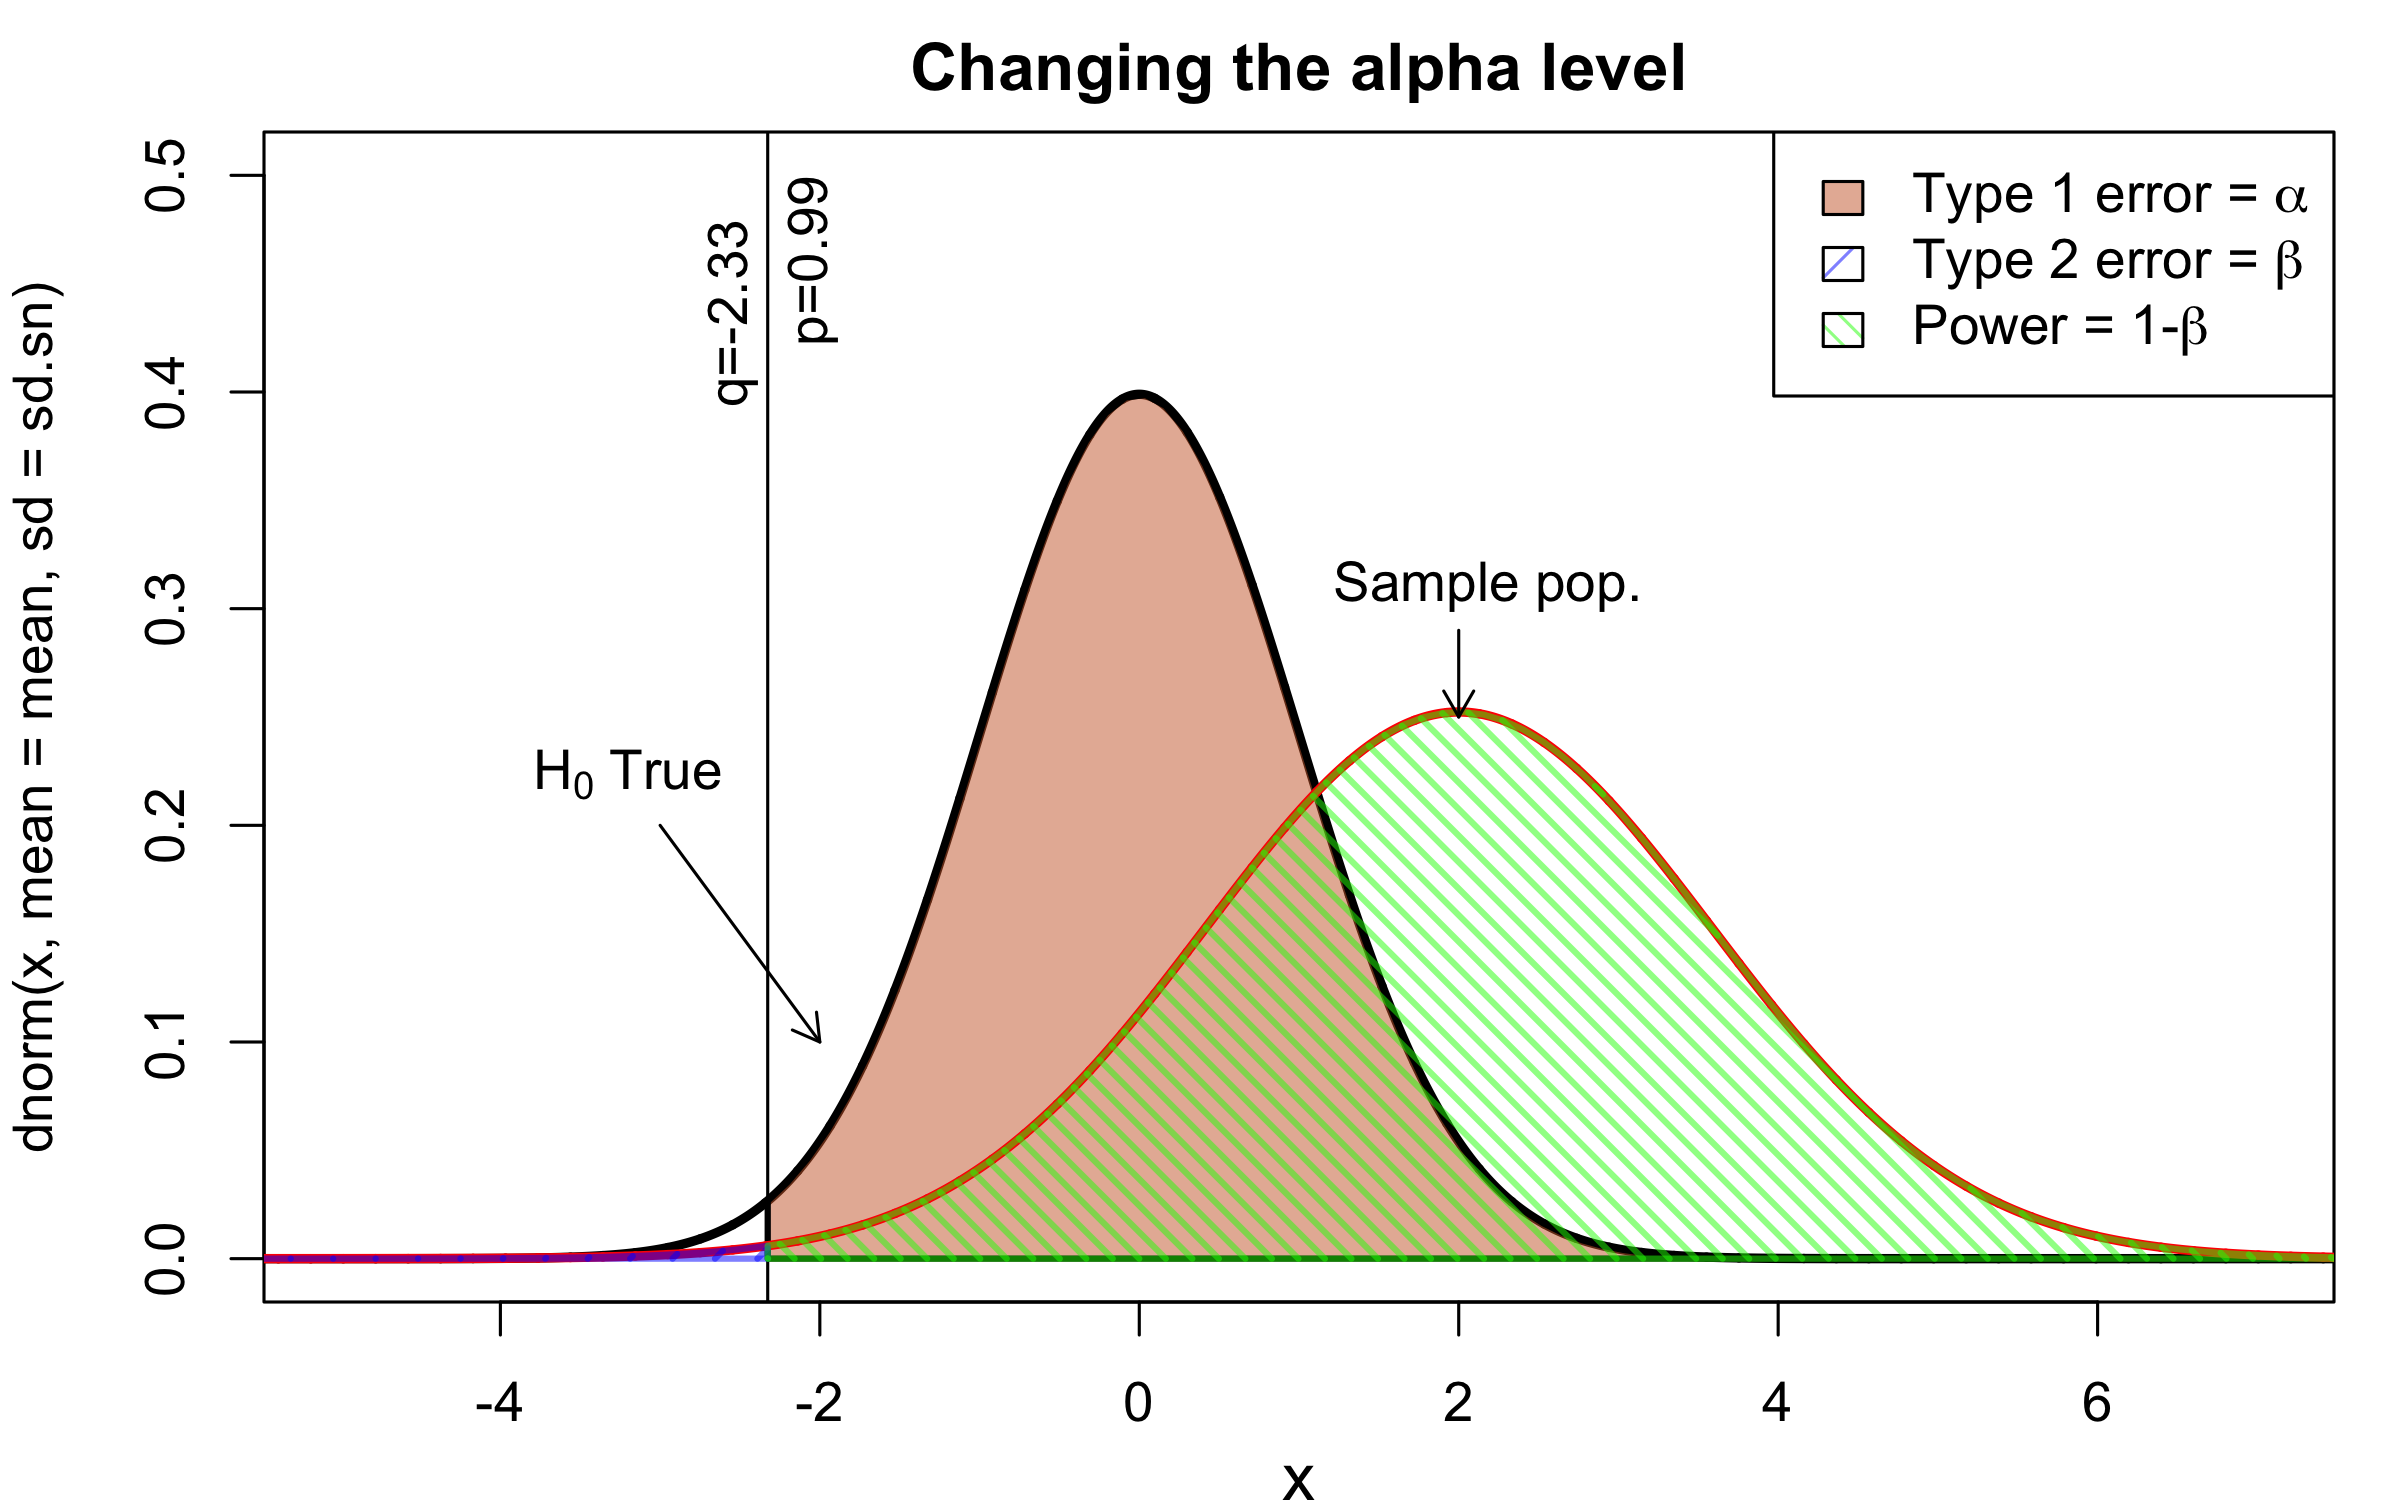 Changing the alpha level
dnorm(x, mean = mean, sd = sd.sn)
0.5
0.4
0.3
0.2
0.1
0.0
q=-2.33
p=0.99
Type 1 error = α
Type 2 error = β
Power = 1-β
Sample pop.
H₀ True
-4 -2 0 2 4 6
x